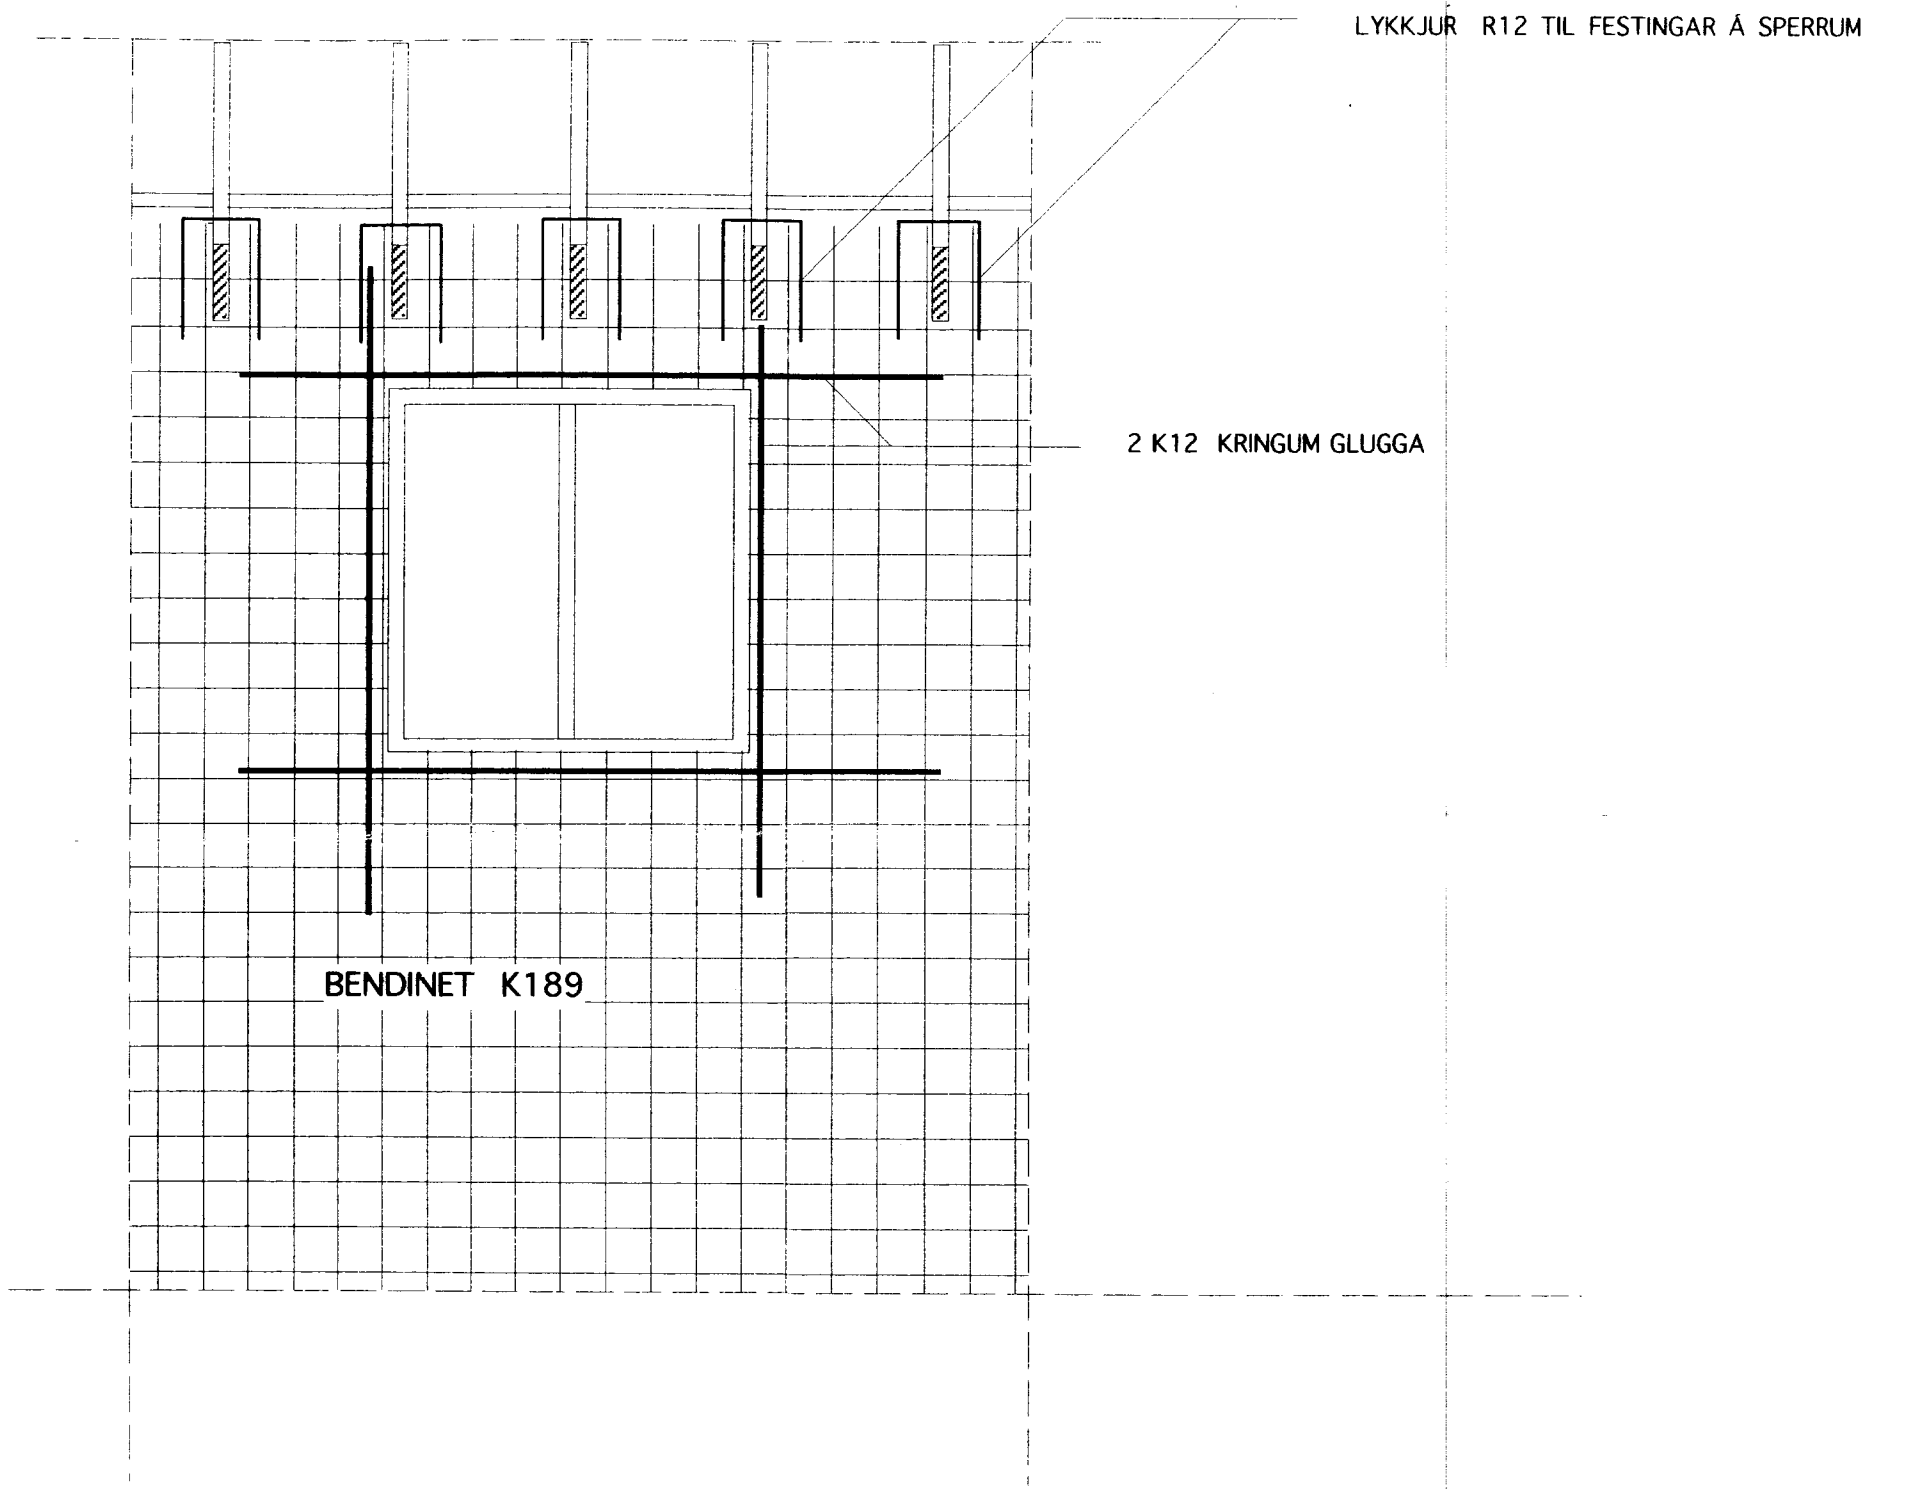 LYKKJUR R12 TIL FESTINGAR Á SPERRUM
2 K12 KRINGUM GLUGGA
BENDINET K189